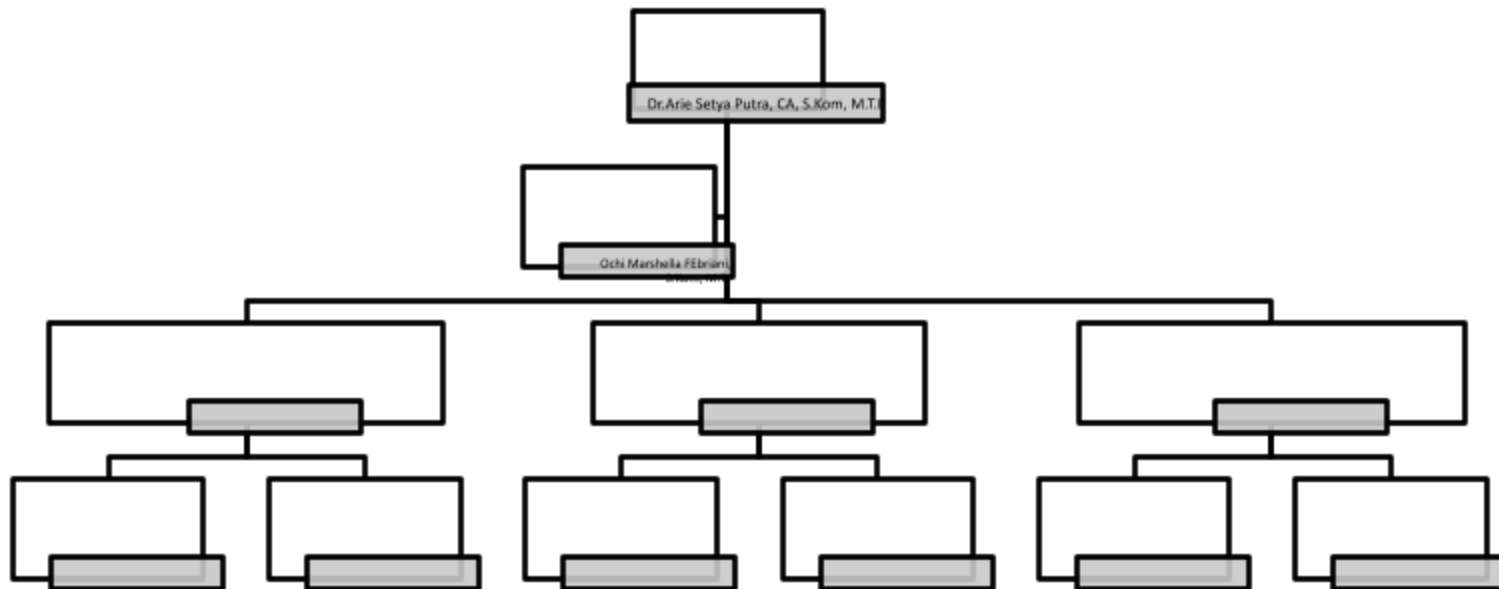 Dr.Arie Setya Putra, CA, S.Kom, M.T.I
Ochi Marshella FEbriani,